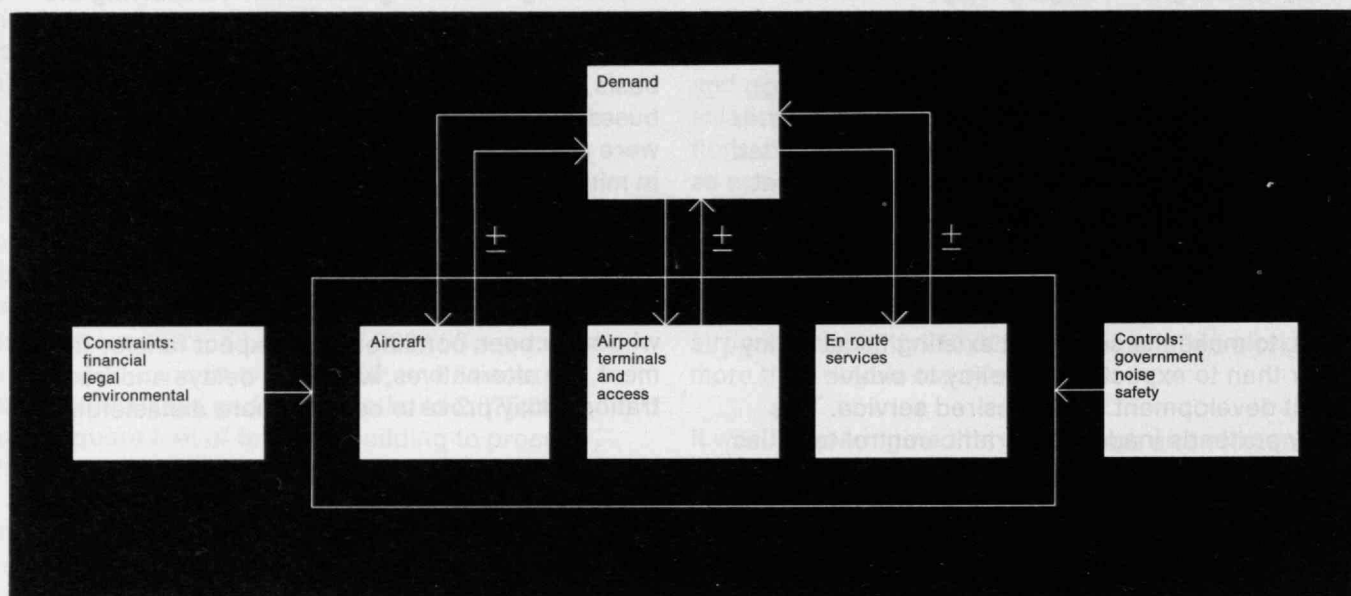 Demand
±
±
±
Constraints:
financial
legal
environmental
Aircraft
Airport
terminals
and
access
En route
services
Controls:
government
noise
safety